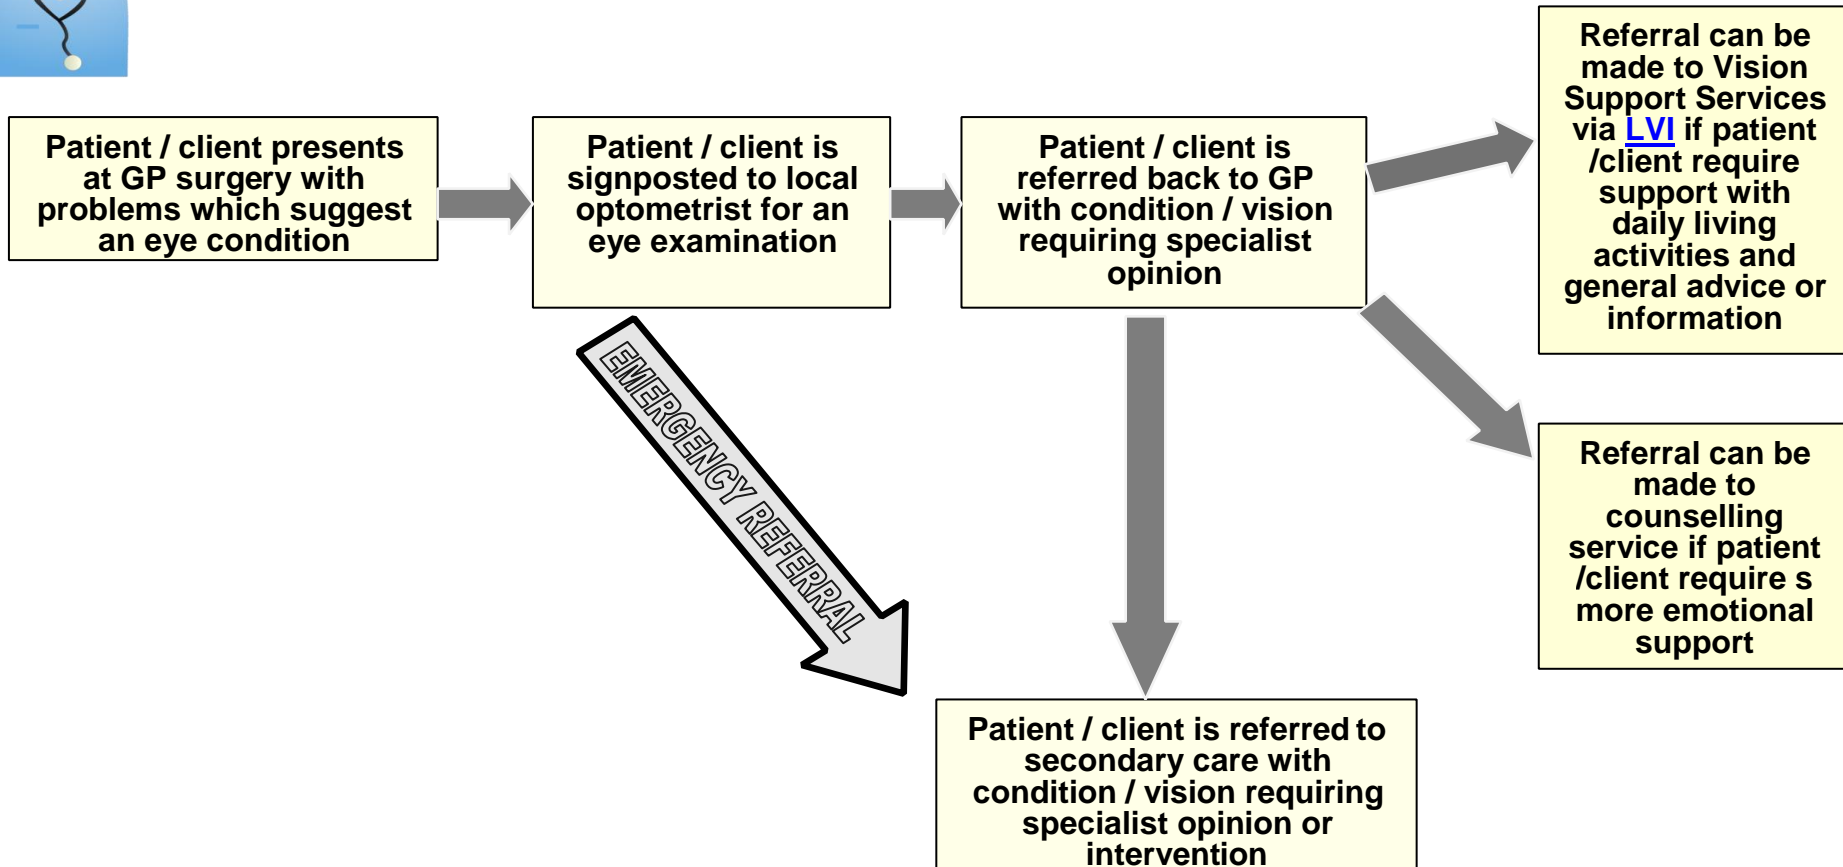 Patient / client presents
at GP surgery with
problems which suggest
an eye condition
Patient / client is
signposted to local
optometrist for an
eye examination
Patient / client is
referred back to GP
with condition / vision
requiring specialist
opinion
Referral can be
made to Vision
Support Services
via LVI if patient
/client require
support with
daily living
activities and
general advice or
information
EMERGENCY REFERRAL
Referral can be
made to
counselling
service if patient
/client require s
more emotional
support
Patient / client is referred to
secondary care with
condition / vision requiring
specialist opinion or
intervention